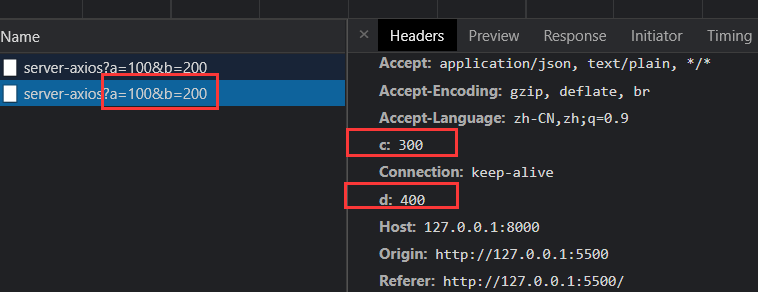 Name
server-axios?a=100&b=200
server-axios?a=100&b=200
× Headers Preview Response Initiator Timing
Accept: application/json, text/plain, */*
Accept-Encoding: gzip, deflate, br
Accept-Language: zh-CN,zh;q=0.9
c: 300
Connection: keep-alive
d: 400
Host: 127.0.0.1:8000
Origin: http://127.0.0.1:5500
Referer: http://127.0.0.1:5500/